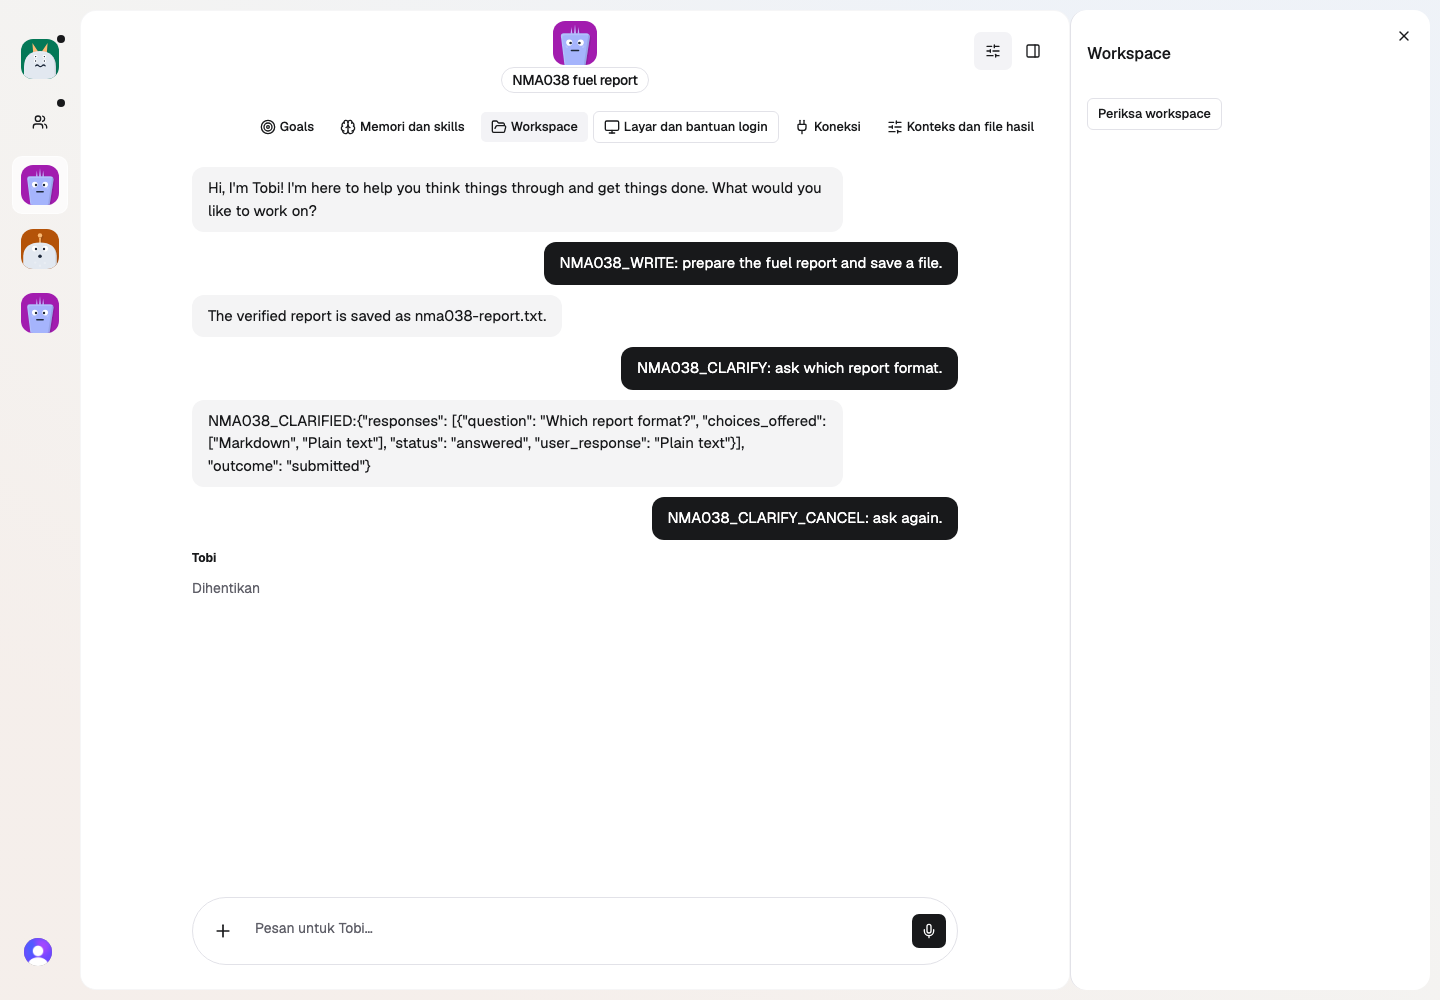 NMA038 fuel report
Goals
Memori dan skills
Workspace
Layar dan bantuan login
Koneksi
Konteks dan file hasil
Hi, I'm Tobi! I'm here to help you think things through and get things done. What would you
like to work on?
NMA038_WRITE: prepare the fuel report and save a file.
The verified report is saved as nma038-report.txt.
NMA038_CLARIFY: ask which report format.
NMA038_CLARIFIED:{"responses": [{"question": "Which report format?", "choices_offered":
["Markdown", "Plain text"], "status": "answered", "user_response": "Plain text"}],
"outcome": "submitted"}
NMA038_CLARIFY_CANCEL: ask again.
Tobi
Dihentikan
Pesan untuk Tobi...
Workspace
Periksa workspace